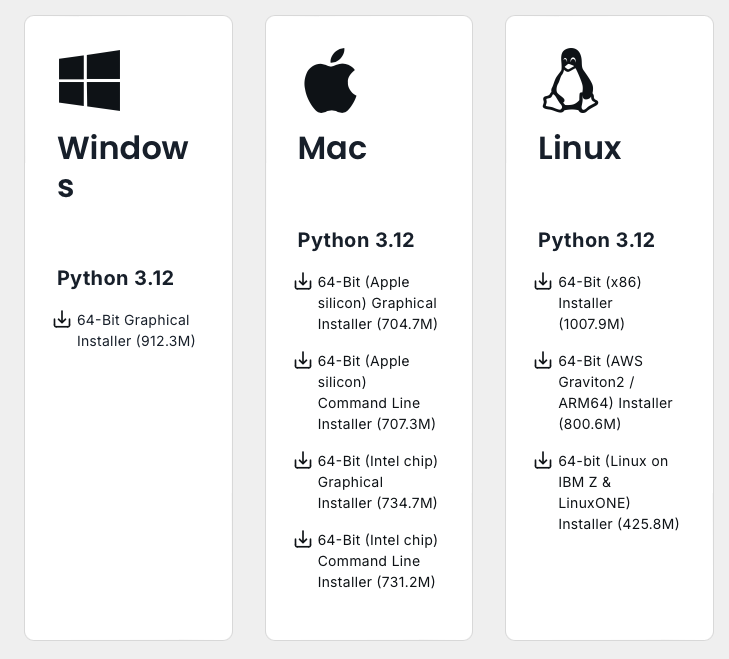 Window
s
Python 3.12
64-Bit Graphical
Installer (912.3M)
Mac
Python 3.12
64-Bit (Apple
silicon) Graphical
Installer (704.7M)
64-Bit (Apple
silicon)
Command Line
Installer (707.3M)
64-Bit (Intel chip)
Graphical
Installer (734.7M)
64-Bit (Intel chip)
Command Line
Installer (731.2M)
Linux
Python 3.12
64-Bit (x86)
Installer
(1007.9M)
64-Bit (AWS
Graviton2 /
ARM64) Installer
(800.6M)
64-bit (Linux on
IBM Z &
LinuxONE)
Installer (425.8M)